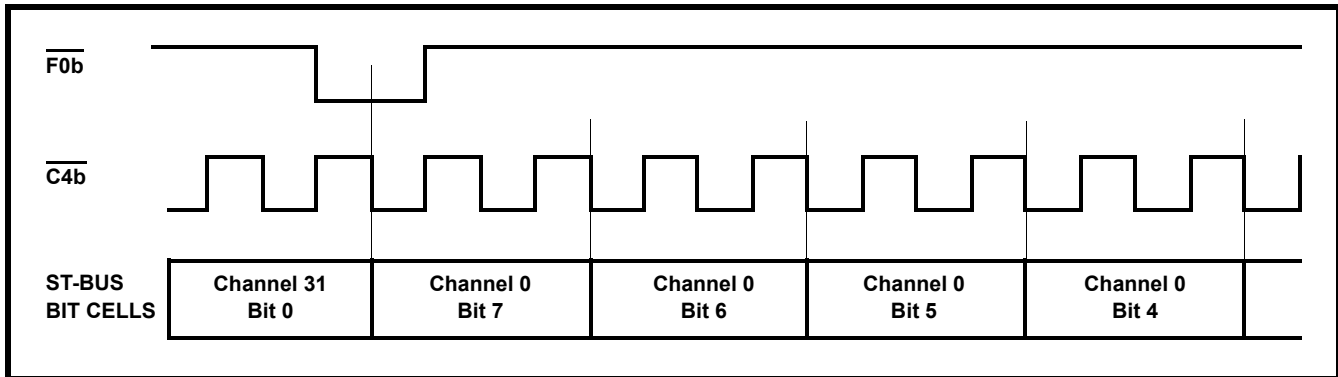 F0b
C4b
ST-BUS
BIT CELLS
Channel 31
Bit 0
Channel 0
Bit 7
Channel 0
Bit 6
Channel 0
Bit 5
Channel 0
Bit 4